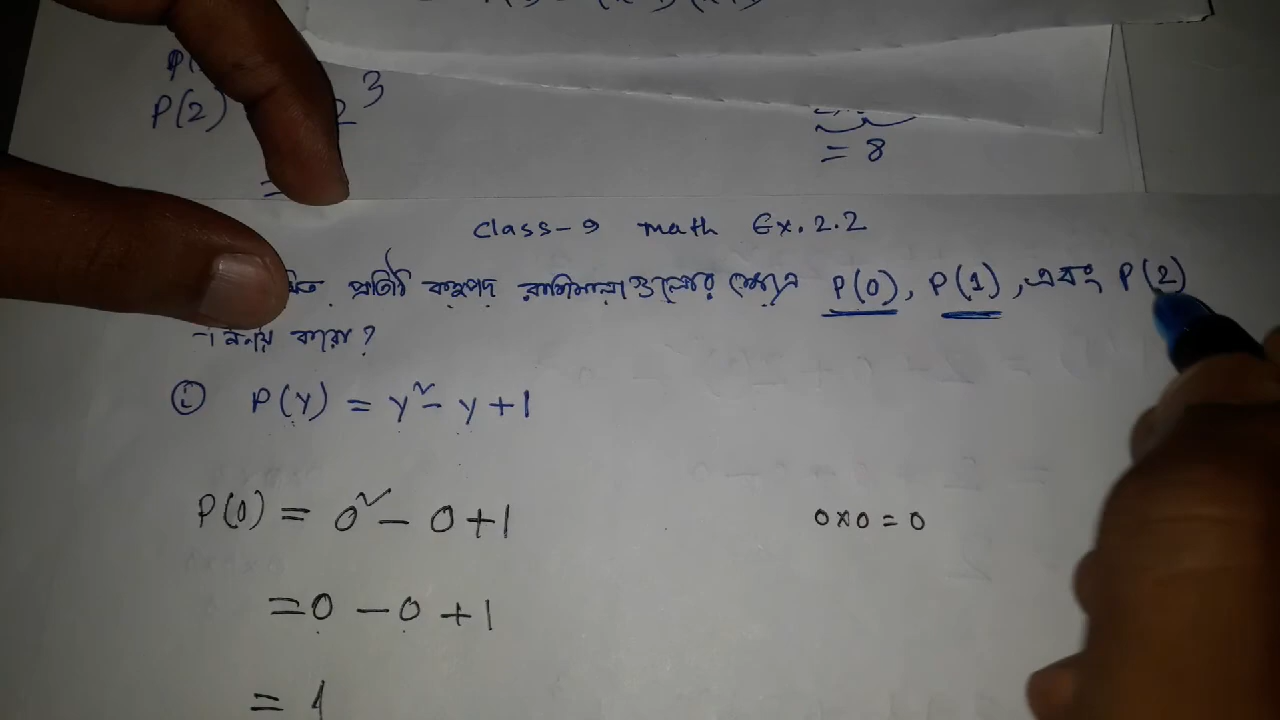 P(2) 2³
= 8
Class-9 math Ex.2.2
প্রতিটি বহুপদ রাশিমালাগুলোর ক্ষেত্রে P(0), P(1), এবং P(2)
নির্ণয় করো?
(i) P(y) = y² - y + 1
P(0) = 0² - 0 + 1
0 × 0 = 0
= 0 - 0 + 1
= 1